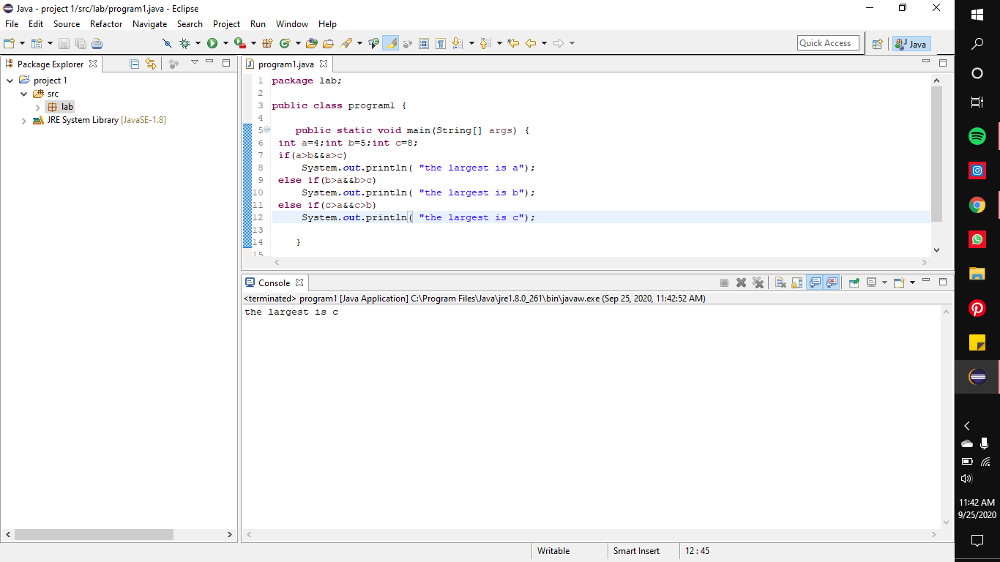 Java - project 1/src/lab/program1.java - Eclipse
File Edit Source Refactor Navigate Search Project Run Window Help
Quick Access
Java
Package Explorer
project 1
src
lab
JRE System Library [JavaSE-1.8]
program1.java
1 package lab;
2
3 public class program1 {
4
5 public static void main(String[] args) {
6 int a=4;int b=5;int c=8;
7 if(a>b&&a>c)
8 System.out.println( "the largest is a");
9 else if(b>a&&b>c)
10 System.out.println( "the largest is b");
11 else if(c>a&&c>b)
12 System.out.println( "the largest is c");
13
14 }
15
Console
<terminated> program1 [Java Application] C:\Program Files\Java\jre1.8.0_261\bin\javaw.exe (Sep 25, 2020, 11:42:52 AM)
the largest is c
Writable Smart Insert 12 : 45
11:42 AM
9/25/2020